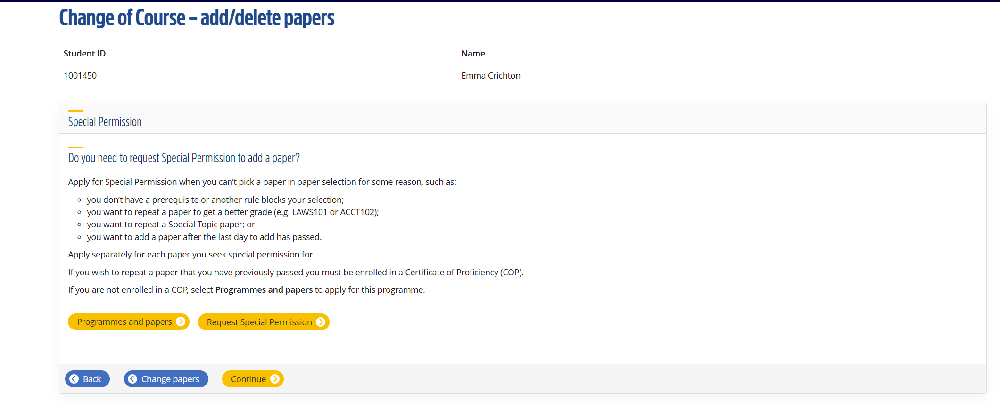 Change of Course – add/delete papers
Student ID
Name
1001450
Emma Crichton
Special Permission
Do you need to request Special Permission to add a paper?
Apply for Special Permission when you can’t pick a paper in paper selection for some reason, such as:
you don’t have a prerequisite or another rule blocks your selection;
you want to repeat a paper to get a better grade (e.g. LAWS101 or ACCT102);
you want to repeat a Special Topic paper; or
you want to add a paper after the last day to add has passed.
Apply separately for each paper you seek special permission for.
If you wish to repeat a paper that you have previously passed you must be enrolled in a Certificate of Proficiency (COP).
If you are not enrolled in a COP, select Programmes and papers to apply for this programme.
Programmes and papers
Request Special Permission
Back
Change papers
Continue